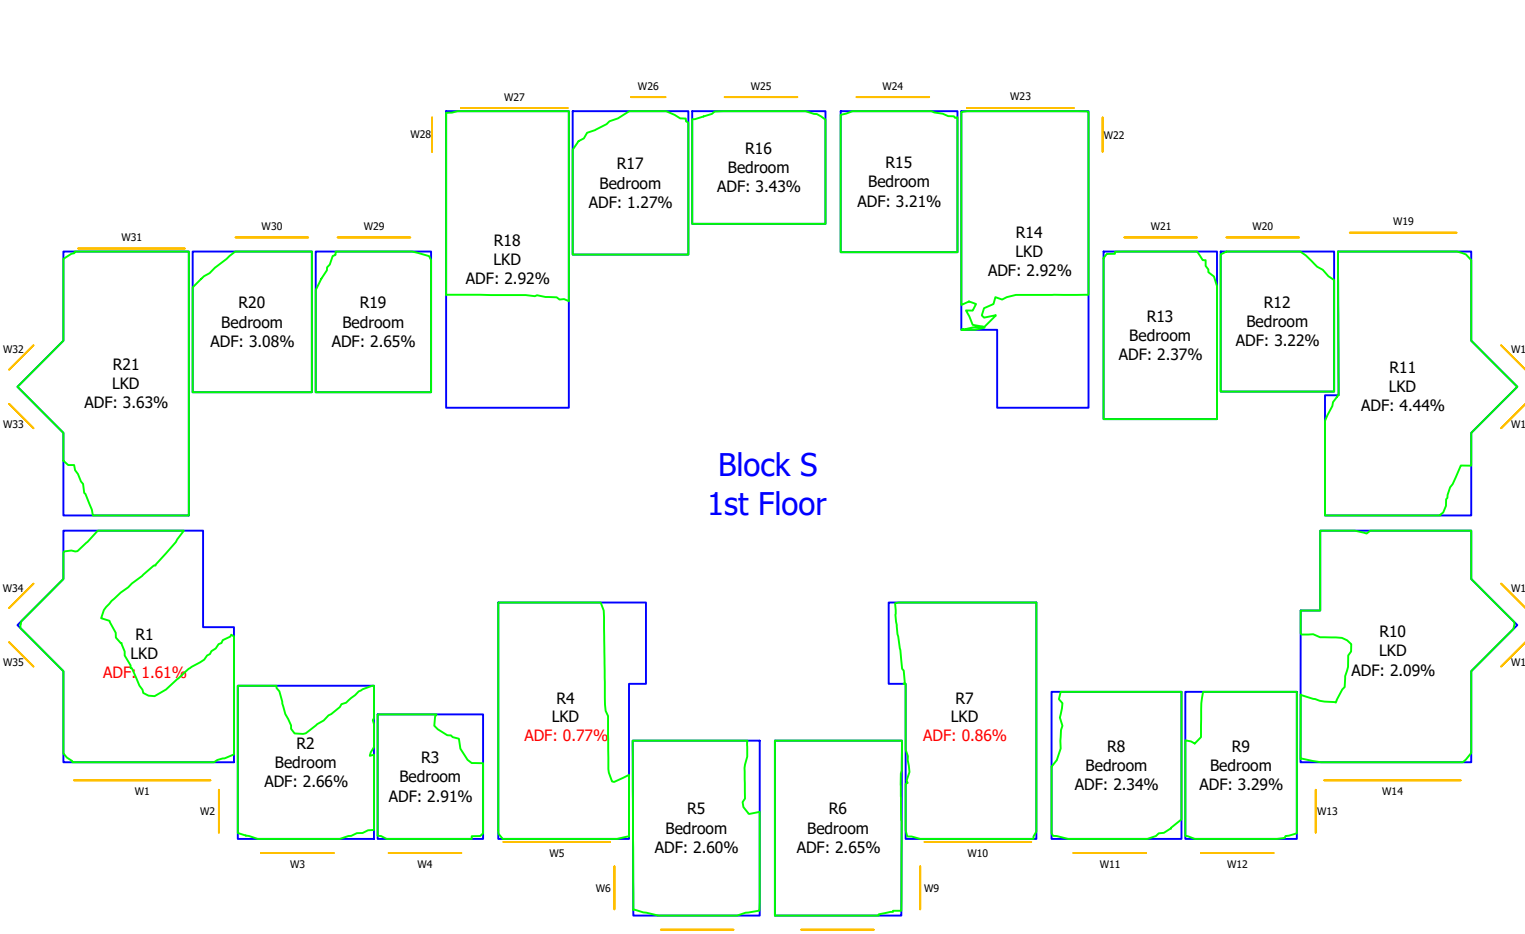 W26
W25
W24
W27
W23
W28
W22
R17
Bedroom
ADF: 1.27%
R16
Bedroom
ADF: 3.43%
R15
Bedroom
ADF: 3.21%
W31
W30
W29
W21
W20
W19
R18
LKD
ADF: 2.92%
R14
LKD
ADF: 2.92%
R20
Bedroom
ADF: 3.08%
R19
Bedroom
ADF: 2.65%
R13
Bedroom
ADF: 2.37%
R12
Bedroom
ADF: 3.22%
W32
R21
LKD
ADF: 3.63%
W33
R11
LKD
ADF: 4.44%
Block S
1st Floor
W34
R1
LKD
ADF: 1.61%
W35
R10
LKD
ADF: 2.09%
R4
LKD
ADF: 0.77%
R7
LKD
ADF: 0.86%
R2
Bedroom
ADF: 2.66%
R3
Bedroom
ADF: 2.91%
R8
Bedroom
ADF: 2.34%
R9
Bedroom
ADF: 3.29%
W1
W2
W14
W13
R5
Bedroom
ADF: 2.60%
R6
Bedroom
ADF: 2.65%
W3
W4
W5
W10
W11
W12
W6
W9